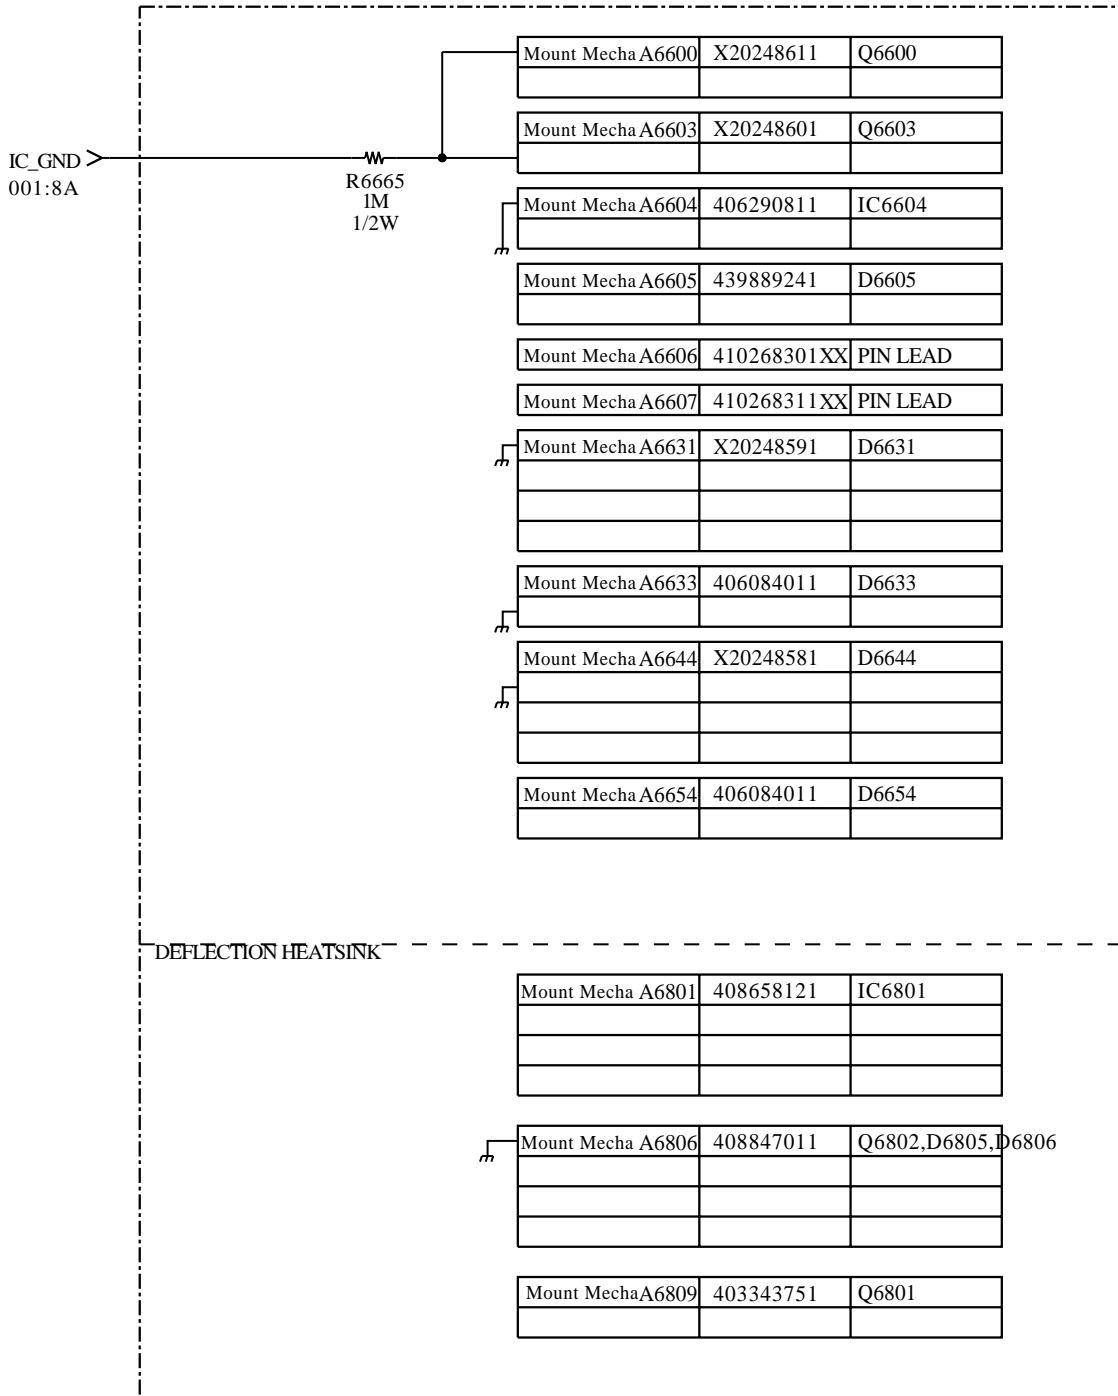 Mount Mecha A6600 X20248611 Q6600
Mount Mecha A6603 X20248601 Q6603
IC_GND
001:8A
R6665
1M
1/2W
Mount Mecha A6604 406290811 IC6604
Mount Mecha A6605 439889241 D6605
Mount Mecha A6606 410268301XX PIN LEAD
Mount Mecha A6607 410268311XX PIN LEAD
Mount Mecha A6631 X20248591 D6631
Mount Mecha A6633 406084011 D6633
Mount Mecha A6644 X20248581 D6644
Mount Mecha A6654 406084011 D6654
DEFLECTION HEATSINK
Mount Mecha A6801 408658121 IC6801
Mount Mecha A6806 408847011 Q6802,D6805,D6806
Mount Mecha A6809 403343751 Q6801